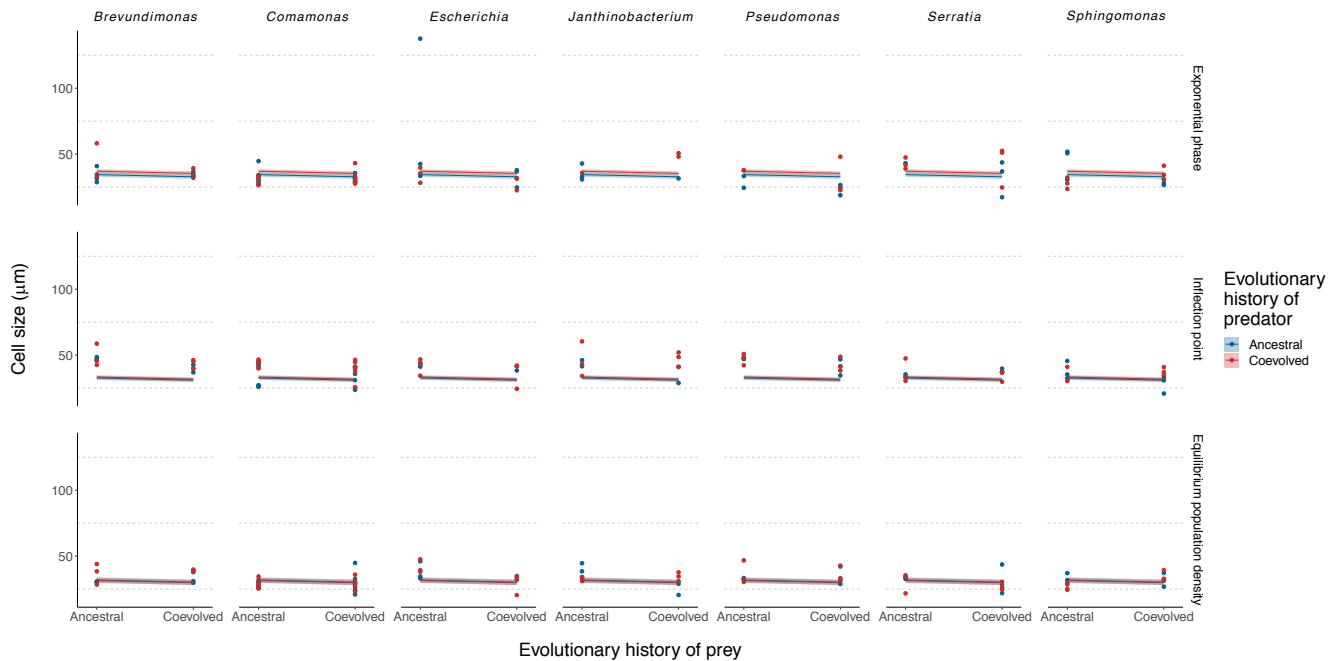 Brevundimonas Comamonas Escherichia Janthinobacterium Pseudomonas Serratia Sphingomonas
100
50
Exponential phase
100
50
Inflection point
100
50
Equilibrium population density
Cell size (μm)
Ancestral Coevolved Ancestral Coevolved Ancestral Coevolved Ancestral Coevolved Ancestral Coevolved Ancestral Coevolved Ancestral Coevolved
Evolutionary history of prey
Evolutionary
history of
predator
Ancestral
Coevolved